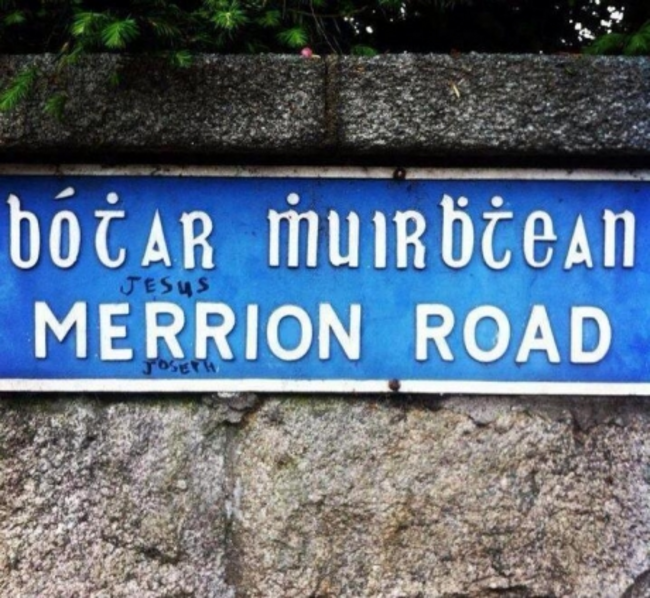 bóṫar ṁuirḃṫean
JESUS
MERRION ROAD
JOSEPH